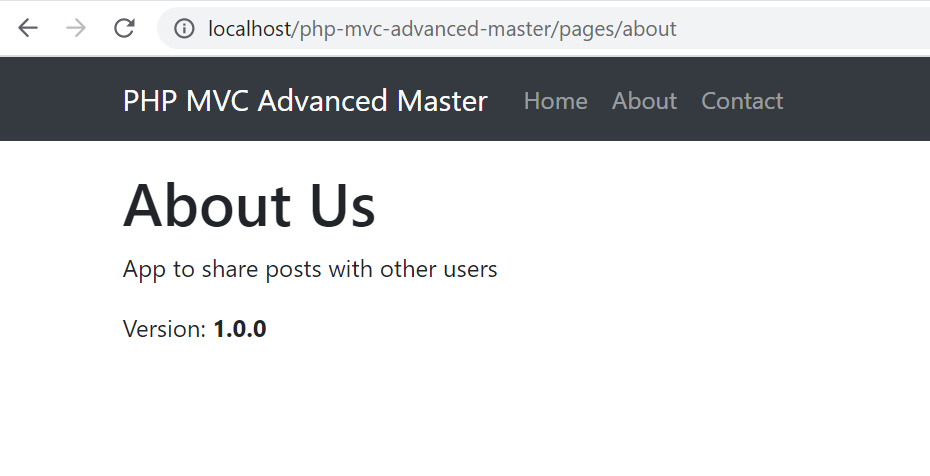 localhost/php-mvc-advanced-master/pages/about
PHP MVC Advanced Master Home About Contact
About Us
App to share posts with other users
Version: 1.0.0